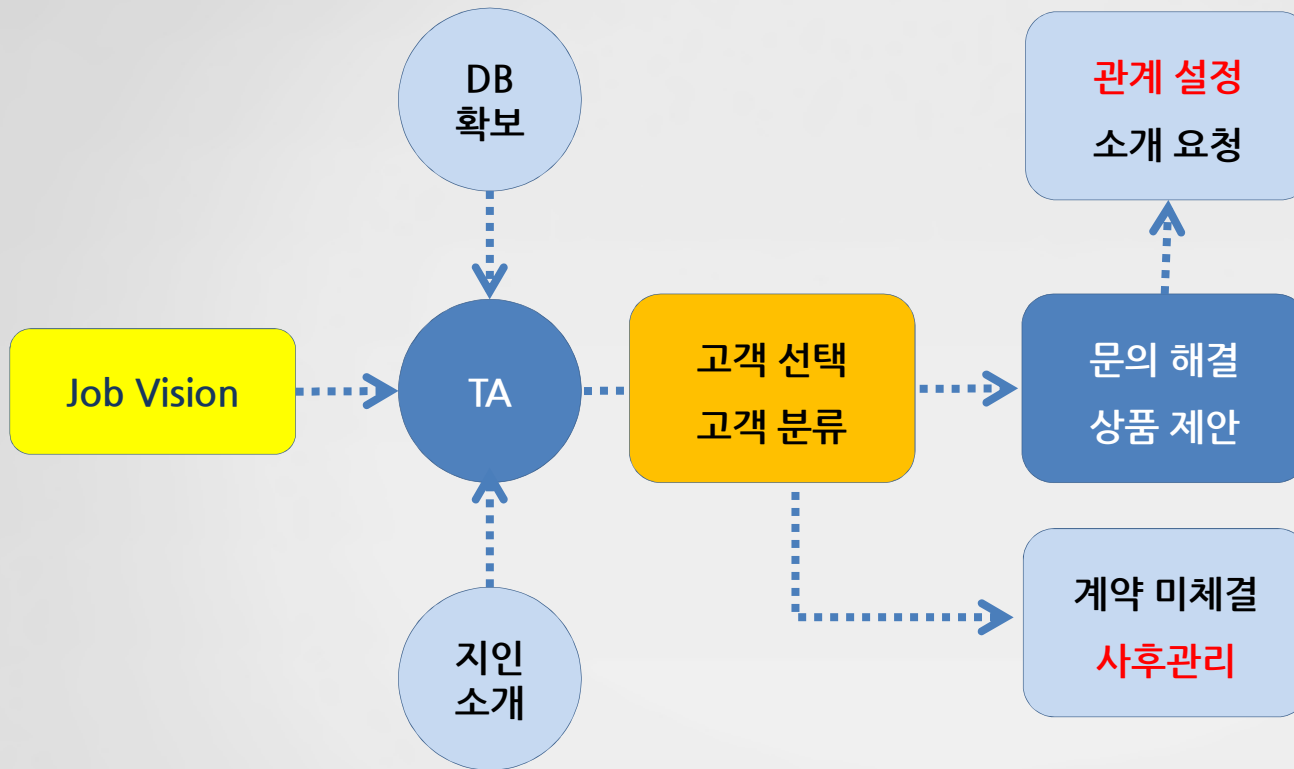 DB
확보
관계 설정
소개 요청
Job Vision
TA
고객 선택
고객 분류
문의 해결
상품 제안
계약 미체결
사후관리
지인
소개